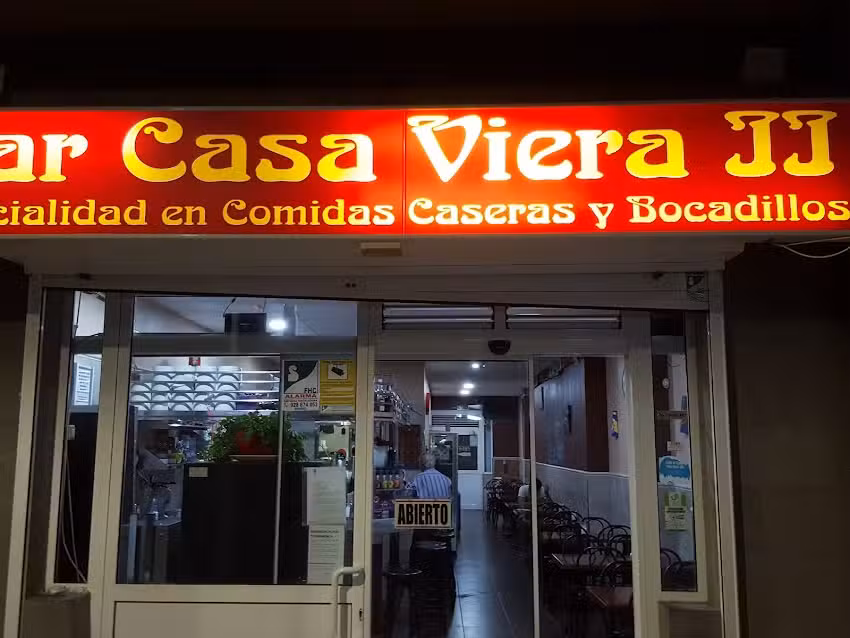 ar Casa Viera II
cialidad en Comidas Caseras y Bocadillos
FHC
ALARMA
ABIERTO